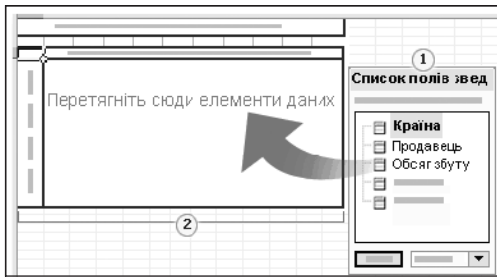 1
Список полів звед
Перетягніть сюди елементи даних
Країна
Продавець
Обсяг збуту
2